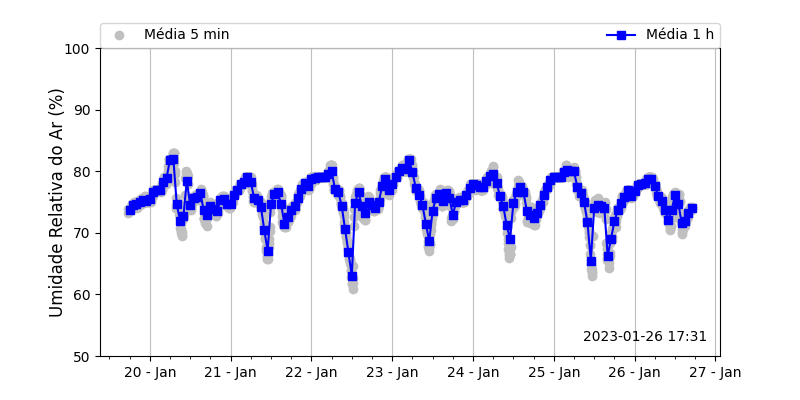 Média 5 min
Média 1 h
Umidade Relativa do Ar (%)
100
90
80
70
60
50
2023-01-26 17:31
20 - Jan
21 - Jan
22 - Jan
23 - Jan
24 - Jan
25 - Jan
26 - Jan
27 - Jan